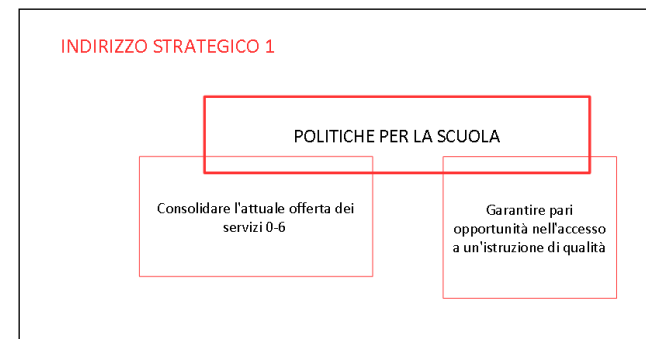 INDIRIZZO STRATEGICO 1
POLITICHE PER LA SCUOLA
Consolidare l'attuale offerta dei
servizi 0-6
Garantire pari
opportunità nell'accesso
a un'istruzione di qualità